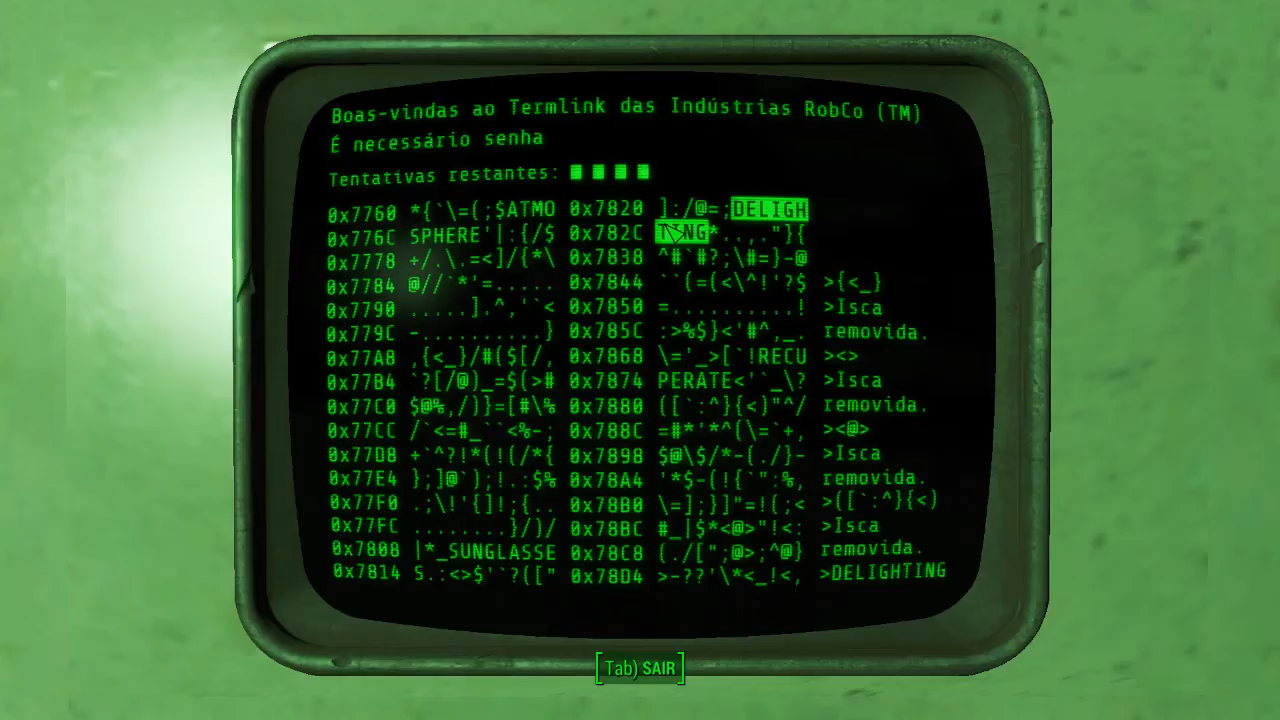 Boas-vindas ao Termlink das Indústrias RobCo (TM)
É necessário senha
Tentativas restantes:
0x7760 *{`\=(;$ATMO 0x7820 ]:/@=;DELIGH
0x776C SPHERE'|:{/$ 0x782C TING*..,."}{
0x7778 +/.\.=<]/{*\ 0x7838 ^#`#?;\#=}-@
0x7784 @//`*'=..... 0x7844 ``(=(<\^!'?$ >{<_}
0x7790 .....].^,'`< 0x7850 =..........! >Isca
0x779C -..........} 0x785C :>%$}<'#^,_. removida.
0x77A8 ,{<_}/#($[/, 0x7868 \='_>[`!RECU ><>
0x77B4 `?[/@)_=$(># 0x7874 PERATE<'`_\? >Isca
0x77C0 $@%,/)}=[#\% 0x7880 ([`:^}{<)"^/ removida.
0x77CC /`<=#_``<%-; 0x788C =#*'*^(\=`+, ><@>
0x77D8 +`^?!*(!(/*{ 0x7898 $@\$/*-(./}- >Isca
0x77E4 };]@`);!.:$% 0x78A4 '*$-(!{`":%, removida.
0x77F0 .;\!'{]!;{.. 0x78B0 \=];}]"=!(;< >([`:^}{<)
0x77FC ........}/)/ 0x78BC #_|$*<@>"!<: >Isca
0x7808 |*_SUNGLASSE 0x78C8 (./[";@>;^@} removida.
0x7814 S.:<>$'`?([" 0x78D4 >-??'\*<_!<, >DELIGHTING
[Tab) SAIR]